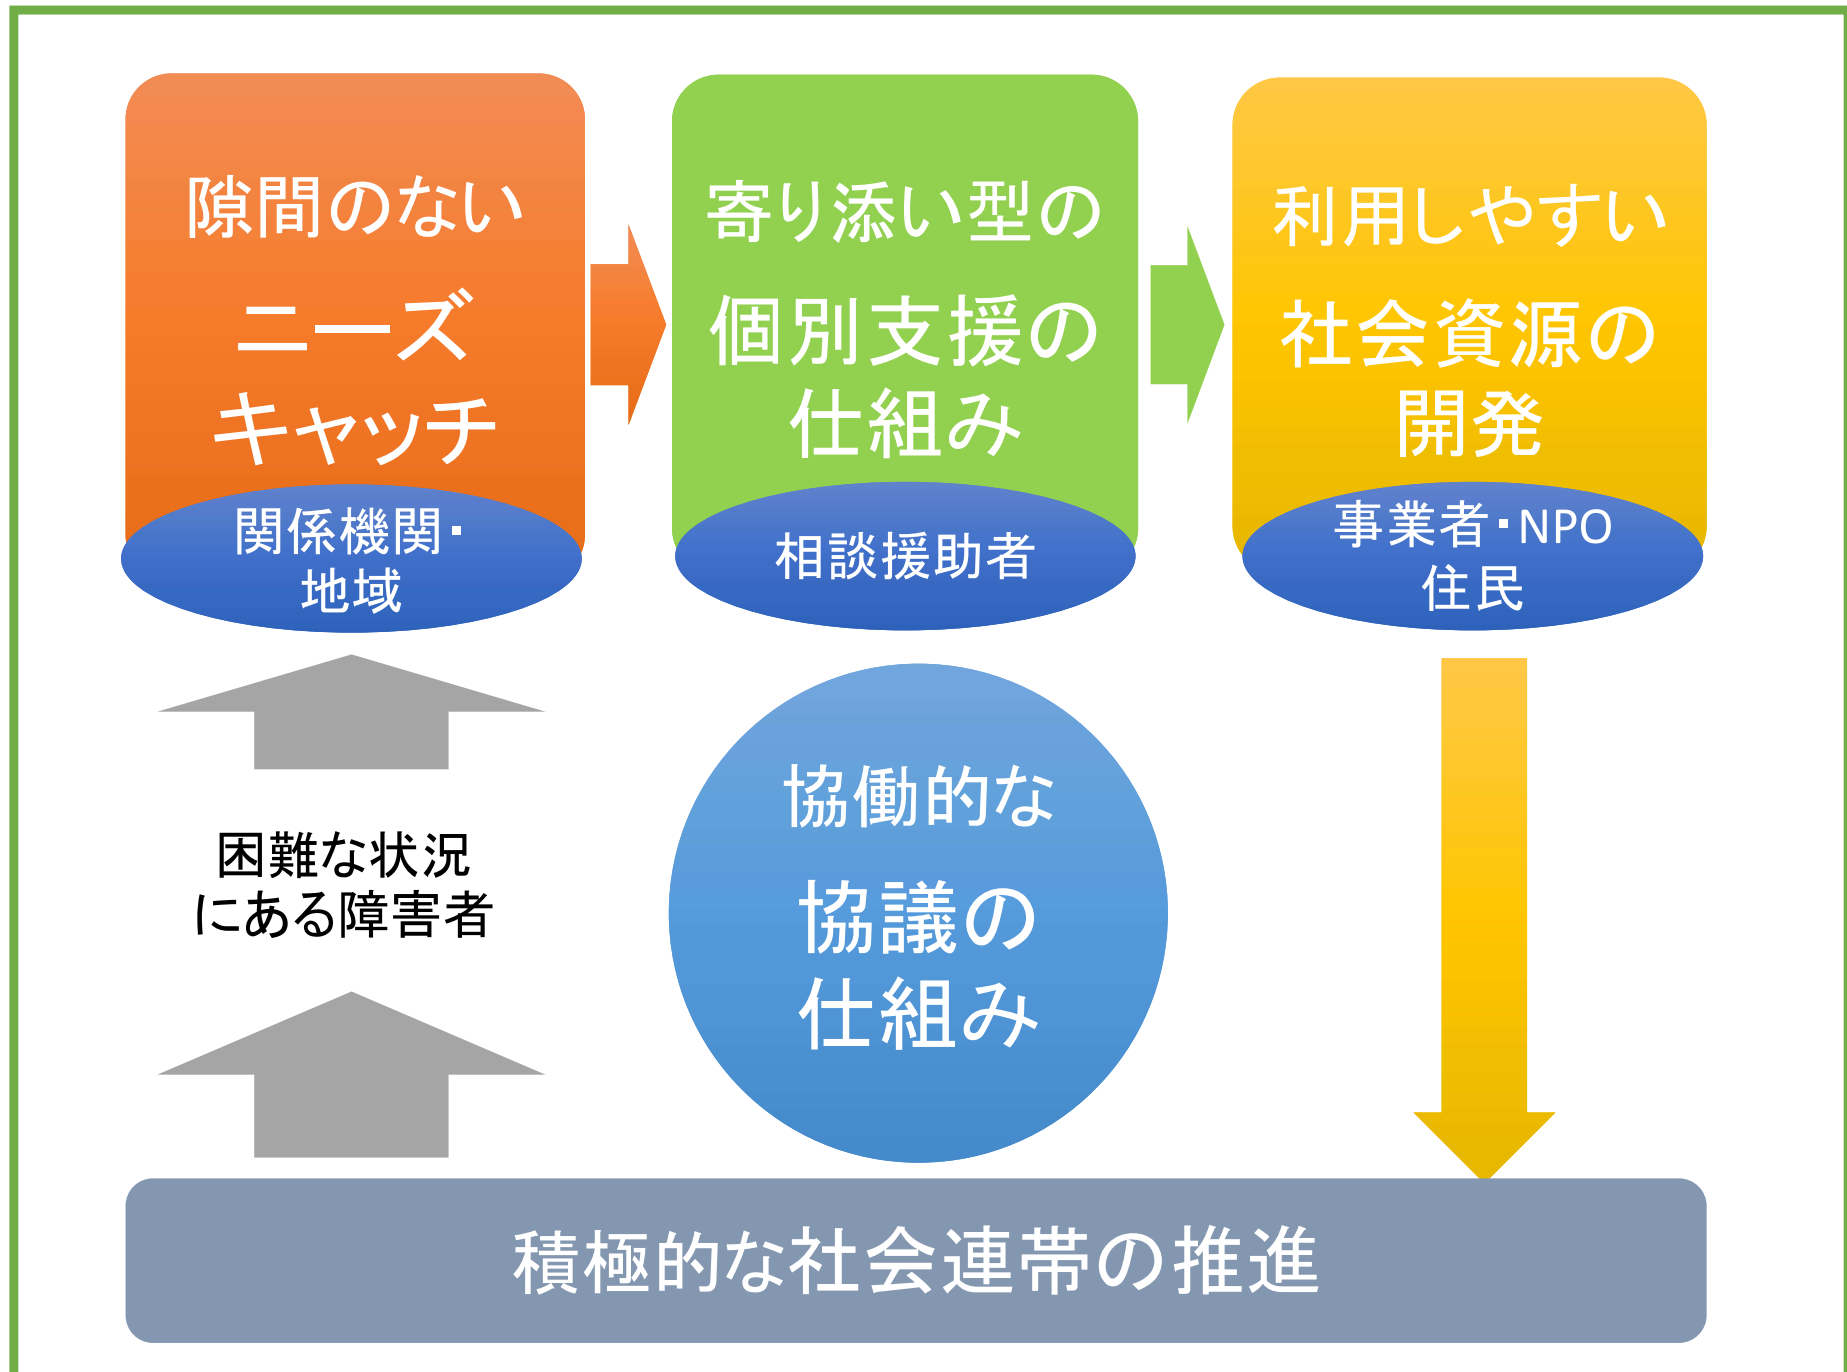 隙間のない
ニーズ
キャッチ
関係機関・
地域
寄り添い型の
個別支援の
仕組み
相談援助者
利用しやすい
社会資源の
開発
事業者・NPO
住民
困難な状況
にある障害者
協働的な
協議の
仕組み
積極的な社会連帯の推進